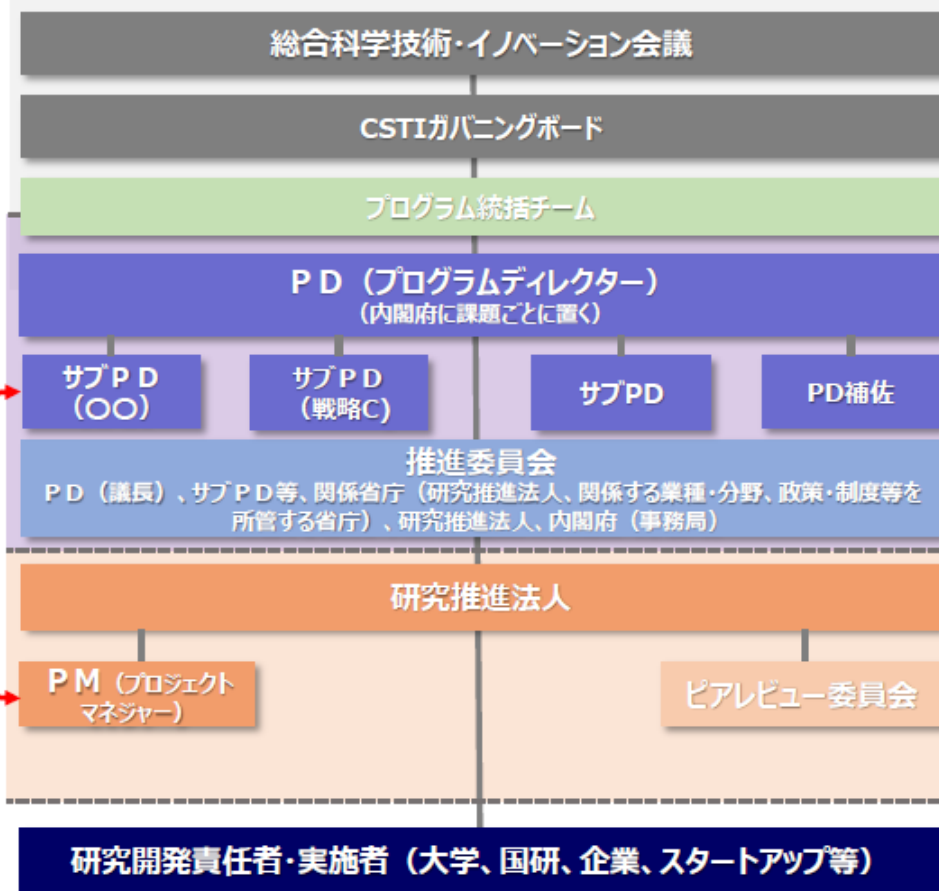 総合科学技術・イノベーション会議
CSTIガバニングボード
プログラム統括チーム
ＰＤ（プログラムディレクター）
（内閣府に課題ごとに置く）
サブＰＤ
（〇〇）
サブＰＤ
（戦略C)
サブPD
PD補佐
推進委員会
ＰＤ（議長）、サブＰＤ等、関係省庁（研究推進法人、関係する業種・分野、政策・制度等を
所管する省庁）、研究推進法人、内閣府（事務局）
研究推進法人
ＰＭ（プロジェクト
マネジャー）
ピアレビュー委員会
研究開発責任者・実施者（大学、国研、企業、スタートアップ等）